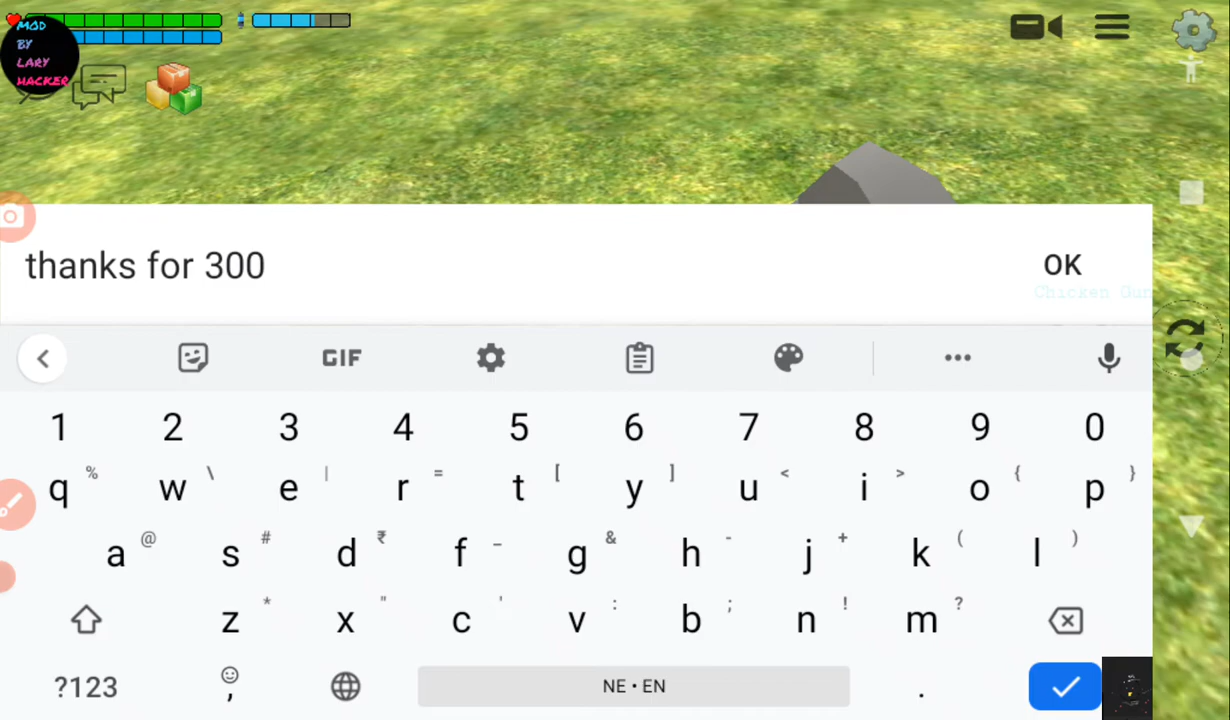 MOD
BY
LARY
HACKER
thanks for 300
OK
Chicken Gun
GIF
1 2 3 4 5 6 7 8 9 0
% \ | = [ ] < > { }
q w e r t y u i o p
@ # ₹ _ & - + ( )
a s d f g h j k l
* " ' : ; ! ?
z x c v b n m
?123 , NE • EN .